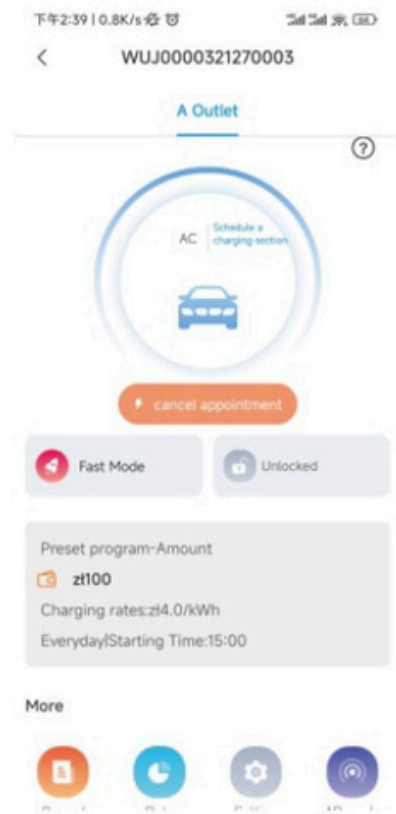 下午2:39 | 0.8K/s
WUJ0000321270003
A Outlet
AC
Schedule a
charging section
cancel appointment
Fast Mode
Unlocked
Preset program-Amount
zł100
Charging rates:zł4.0/kWh
Everyday|Starting Time:15:00
More